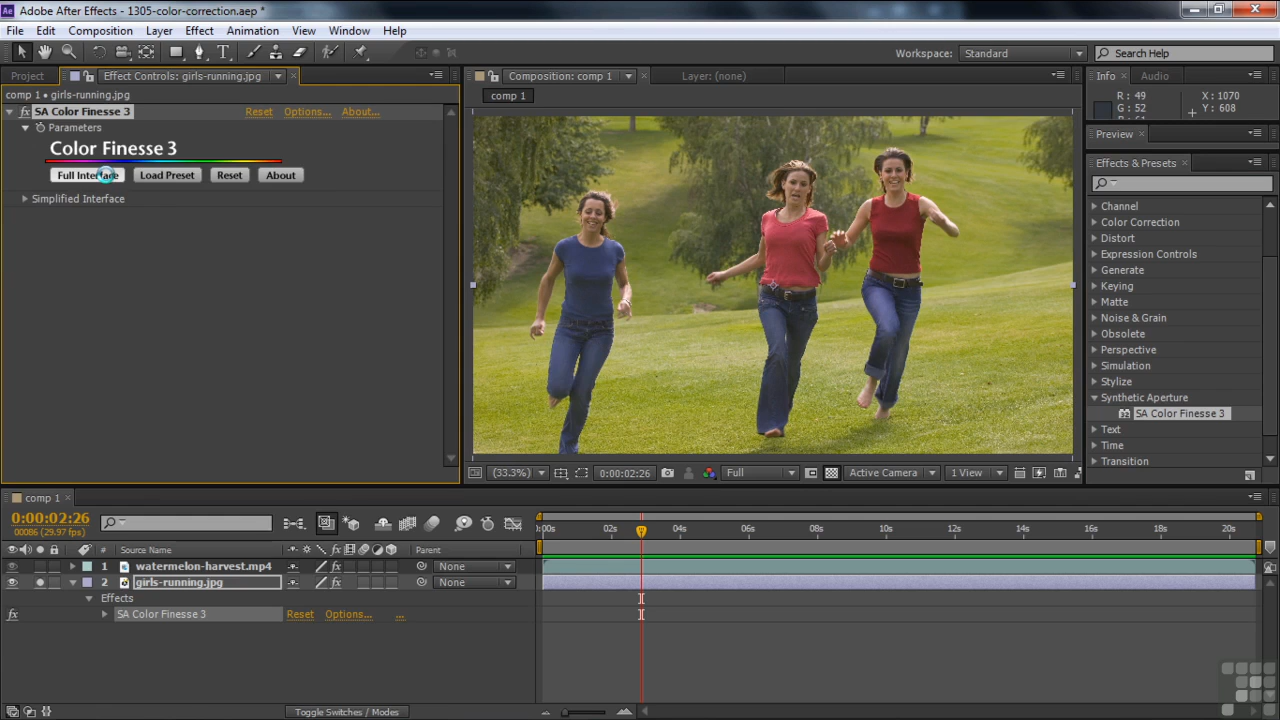 Adobe After Effects - 1305-color-correction.aep *
File Edit Composition Layer Effect Animation View Window Help
Workspace: Standard Search Help
Project Effect Controls: girls-running.jpg
comp 1 • girls-running.jpg
SA Color Finesse 3 Reset Options... About...
Parameters
Color Finesse 3
Full Interface Load Preset Reset About
Simplified Interface
Composition: comp 1 Layer: (none)
comp 1
(33.3%) 0:00:02:26 Full Active Camera 1 View
Info Audio
R : 49 X : 1070
G : 52 Y : 608
Preview
Effects & Presets
Channel
Color Correction
Distort
Expression Controls
Generate
Keying
Matte
Noise & Grain
Obsolete
Perspective
Simulation
Stylize
Synthetic Aperture
SA Color Finesse 3
Text
Time
Transition
comp 1
0:00:02:26
00086 (29.97 fps)
):00s 02s 04s 06s 08s 10s 12s 14s 16s 18s 20s
# Source Name Parent
1 watermelon-harvest.mp4 None
2 girls-running.jpg None
Effects
fx SA Color Finesse 3 Reset Options... ...
Toggle Switches / Modes